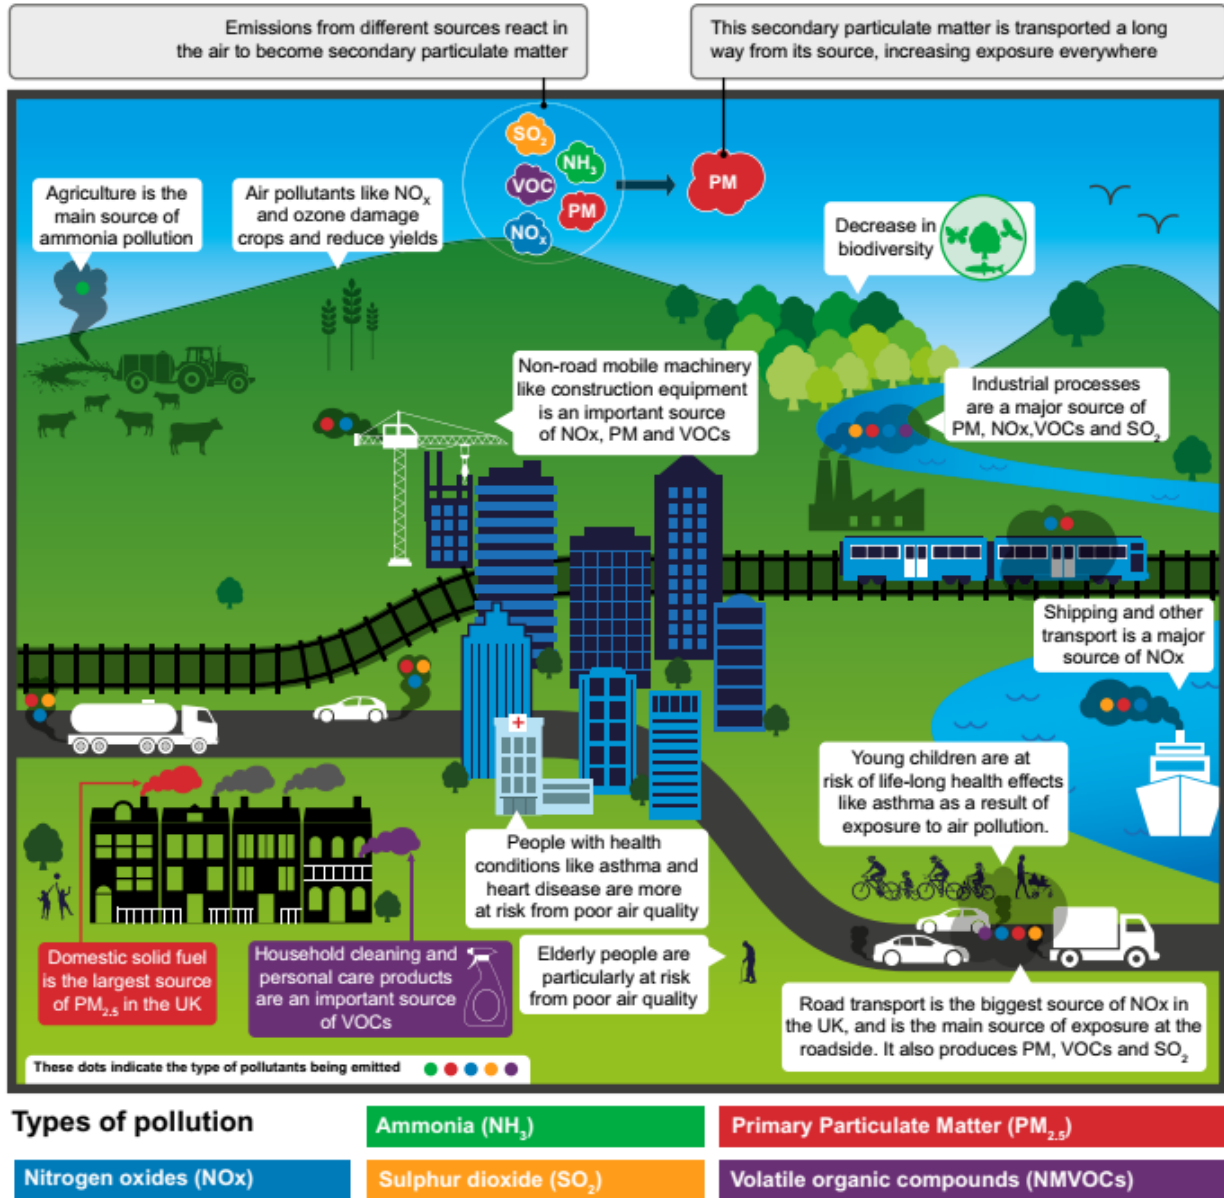 Emissions from different sources react in
the air to become secondary particulate matter
This secondary particulate matter is transported a long
way from its source, increasing exposure everywhere
SO2
NH3
VOC
PM
NOx
PM
Agriculture is the
main source of
ammonia pollution
Air pollutants like NOx
and ozone damage
crops and reduce yields
Decrease in
biodiversity
Non-road mobile machinery
like construction equipment
is an important source
of NOx, PM and VOCs
Industrial processes
are a major source of
PM, NOx,VOCs and SO2
Shipping and other
transport is a major
source of NOx
Young children are at
risk of life-long health effects
like asthma as a result of
exposure to air pollution.
People with health
conditions like asthma and
heart disease are more
at risk from poor air quality
Domestic solid fuel
is the largest source
of PM2.5 in the UK
Household cleaning and
personal care products
are an important source
of VOCs
Elderly people are
particularly at risk
from poor air quality
Road transport is the biggest source of NOx in
the UK, and is the main source of exposure at the
roadside. It also produces PM, VOCs and SO2
These dots indicate the type of pollutants being emitted
Types of pollution
Ammonia (NH3)
Primary Particulate Matter (PM2.5)
Nitrogen oxides (NOx)
Sulphur dioxide (SO2)
Volatile organic compounds (NMVOCs)